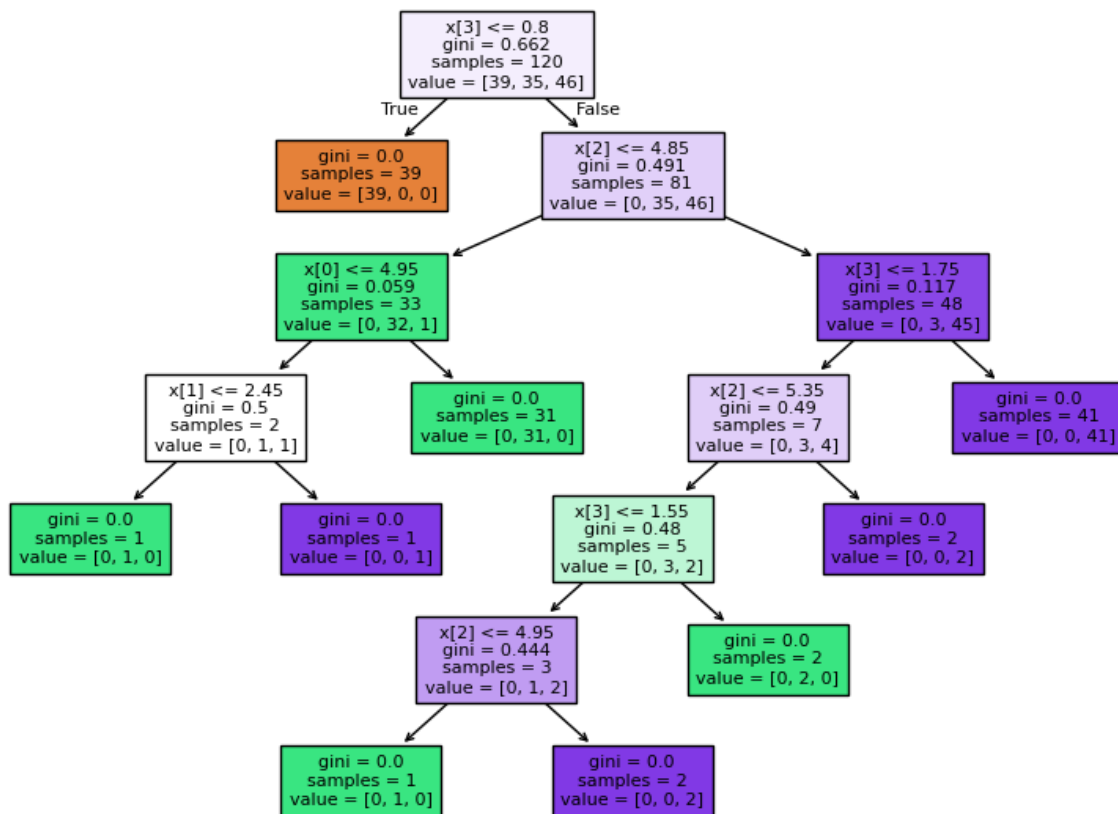 x[3] <= 0.8
gini = 0.662
samples = 120
value = [39, 35, 46]
True
False
gini = 0.0
samples = 39
value = [39, 0, 0]
x[2] <= 4.85
gini = 0.491
samples = 81
value = [0, 35, 46]
x[0] <= 4.95
gini = 0.059
samples = 33
value = [0, 32, 1]
x[3] <= 1.75
gini = 0.117
samples = 48
value = [0, 3, 45]
x[1] <= 2.45
gini = 0.5
samples = 2
value = [0, 1, 1]
gini = 0.0
samples = 31
value = [0, 31, 0]
x[2] <= 5.35
gini = 0.49
samples = 7
value = [0, 3, 4]
gini = 0.0
samples = 41
value = [0, 0, 41]
gini = 0.0
samples = 1
value = [0, 1, 0]
gini = 0.0
samples = 1
value = [0, 0, 1]
x[3] <= 1.55
gini = 0.48
samples = 5
value = [0, 3, 2]
gini = 0.0
samples = 2
value = [0, 0, 2]
x[2] <= 4.95
gini = 0.444
samples = 3
value = [0, 1, 2]
gini = 0.0
samples = 2
value = [0, 2, 0]
gini = 0.0
samples = 1
value = [0, 1, 0]
gini = 0.0
samples = 2
value = [0, 0, 2]